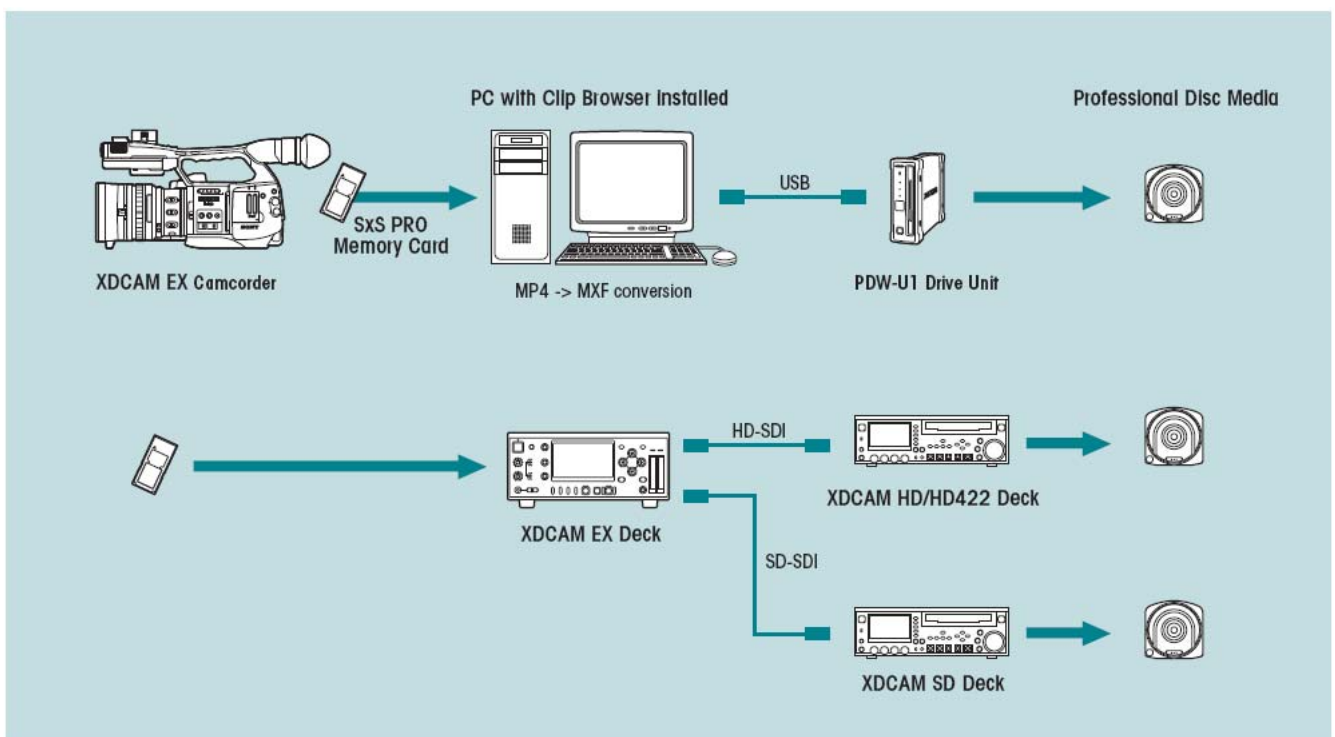 PC with Clip Browser Installed
Professional Disc Media
USB
SxS PRO
Memory Card
SONY
XDCAM EX Camcorder
MP4 -> MXF conversion
PDW-U1 Drive Unit
HD-SDI
XDCAM HD/HD422 Deck
XDCAM EX Deck
SD-SDI
XDCAM SD Deck